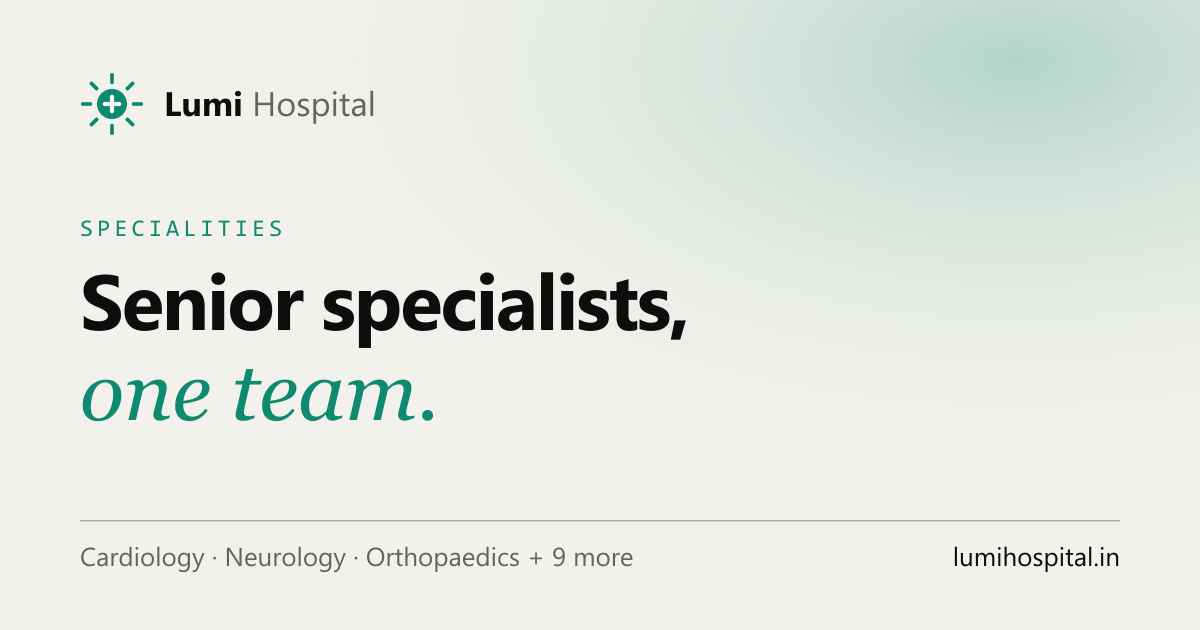 Lumi Hospital
SPECIALITIES
Senior specialists,
one team.
Cardiology · Neurology · Orthopaedics + 9 more
lumihospital.in